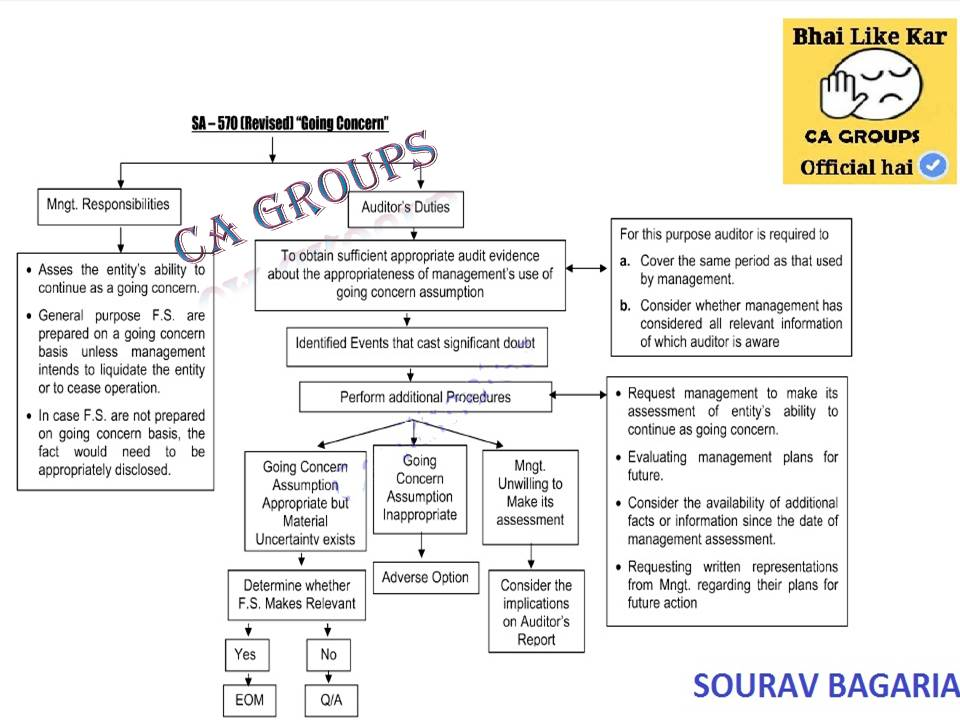 Bhai Like Kar
CA GROUPS
Official hai
SA – 570 (Revised) “Going Concern”
CA GROUPS
Mngt. Responsibilities
• Asses the entity’s ability to
continue as a going concern.
• General purpose F.S. are
prepared on a going concern
basis unless management
intends to liquidate the entity
or to cease operation.
• In case F.S. are not prepared
on going concern basis, the
fact would need to be
appropriately disclosed.
Auditor’s Duties
To obtain sufficient appropriate audit evidence
about the appropriateness of management’s use of
going concern assumption
For this purpose auditor is required to
a. Cover the same period as that used
by management.
b. Consider whether management has
considered all relevant information
of which auditor is aware
Identified Events that cast significant doubt
Perform additional Procedures
• Request management to make its
assessment of entity’s ability to
continue as going concern.
• Evaluating management plans for
future.
• Consider the availability of additional
facts or information since the date of
management assessment.
• Requesting written representations
from Mngt. regarding their plans for
future action
Going Concern
Assumption
Appropriate but
Material
Uncertainty exists
Going
Concern
Assumption
Inappropriate
Mngt.
Unwilling to
Make its
assessment
Determine whether
F.S. Makes Relevant
Adverse Option
Consider the
implications
on Auditor’s
Report
Yes
No
EOM
Q/A
SOURAV BAGARIA